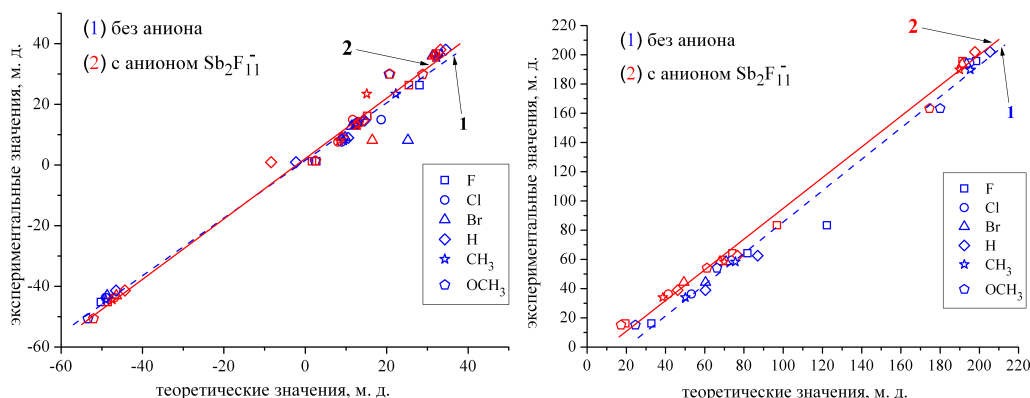 (1) без аниона
(2) с анионом Sb₂F₁₁⁻
2
1
экспериментальные значения, м. д.
40
20
0
-20
-40
-60
F
Cl
Br
H
CH₃
OCH₃
-60 -40 -20 0 20 40
теоретические значения, м. д.
(1) без аниона
(2) с анионом Sb₂F₁₁⁻
2
1
экспериментальные значения, м. д.
220
200
180
160
140
120
100
80
60
40
20
0
F
Cl
Br
H
CH₃
OCH₃
0 20 40 60 80 100 120 140 160 180 200 220
теоретические значения, м. д.